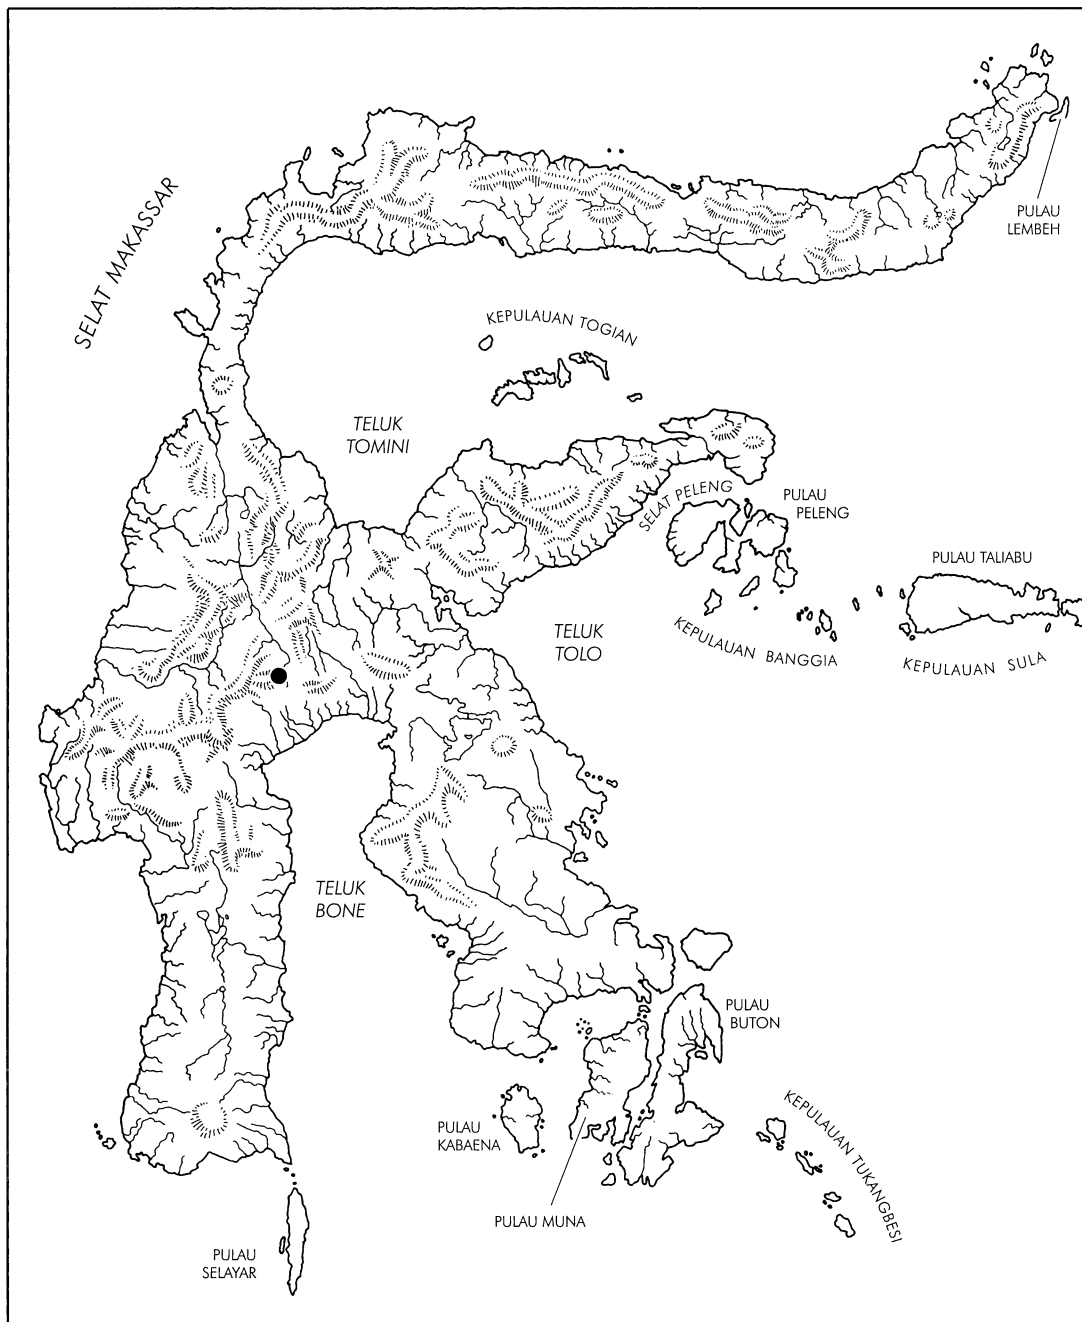 PULAU
LEMBEH
SELAT MAKASSAR
KEPULAUAN TOGIAN
TELUK
TOMINI
SELAT PELENG
PULAU
PELENG
PULAU TALIABU
TELUK
TOLO
KEPULAUAN BANGGIA
KEPULAUAN SULA
TELUK
BONE
PULAU
BUTON
PULAU
KABAENA
KEPULAUAN TUKANGBESI
PULAU MUNA
PULAU
SELAYAR